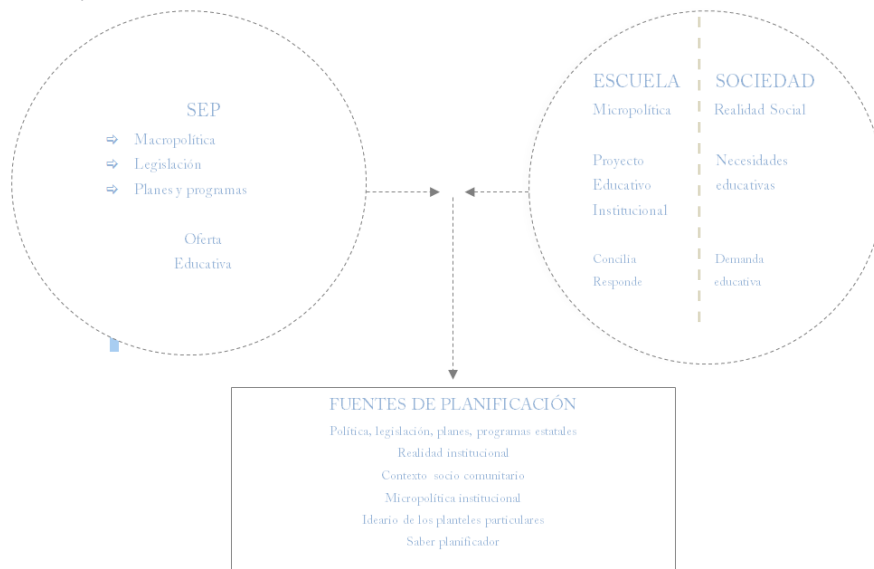 SEP
Macropolítica
Legislación
Planes y programas
Oferta
Educativa
ESCUELA
Micropolítica
Proyecto
Educativo
Institucional
Concilia
Responde
SOCIEDAD
Realidad Social
Necesidades
educativas
Demanda
educativa
FUENTES DE PLANIFICACIÓN
Política, legislación, planes, programas estatales
Realidad institucional
Contexto socio comunitario
Micropolítica institucional
Ideario de los planteles particulares
Saber planificador